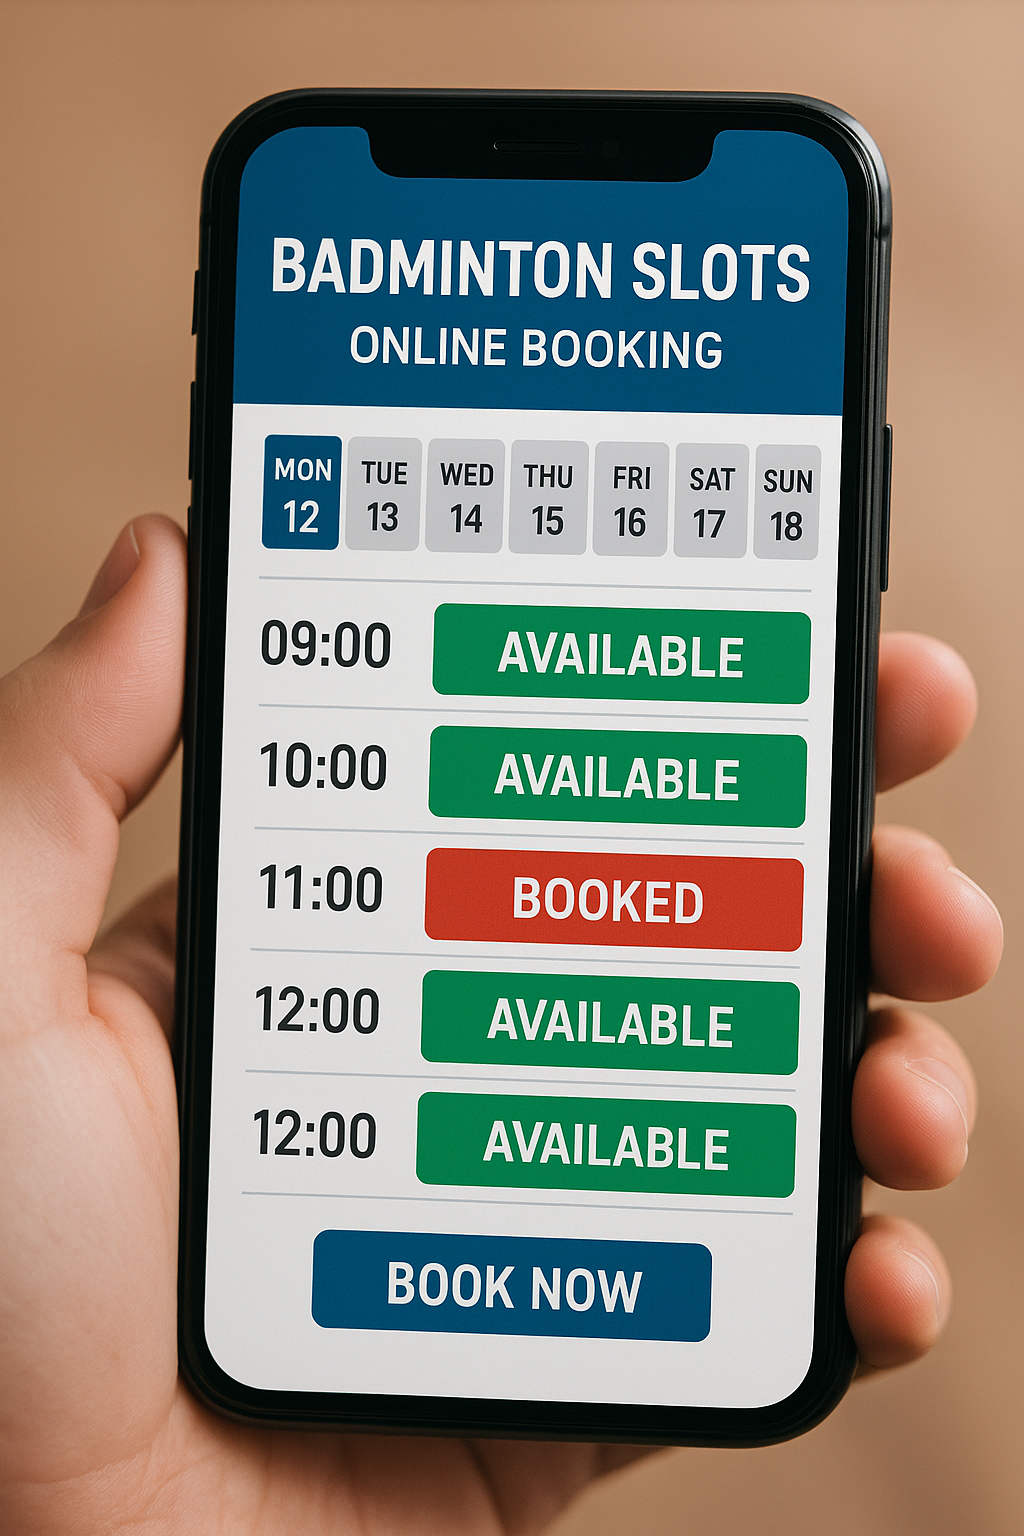 BADMINTON SLOTS
ONLINE BOOKING
MON TUE WED THU FRI SAT SUN
12 13 14 15 16 17 18
09:00 AVAILABLE
10:00 AVAILABLE
11:00 BOOKED
12:00 AVAILABLE
12:00 AVAILABLE
BOOK NOW